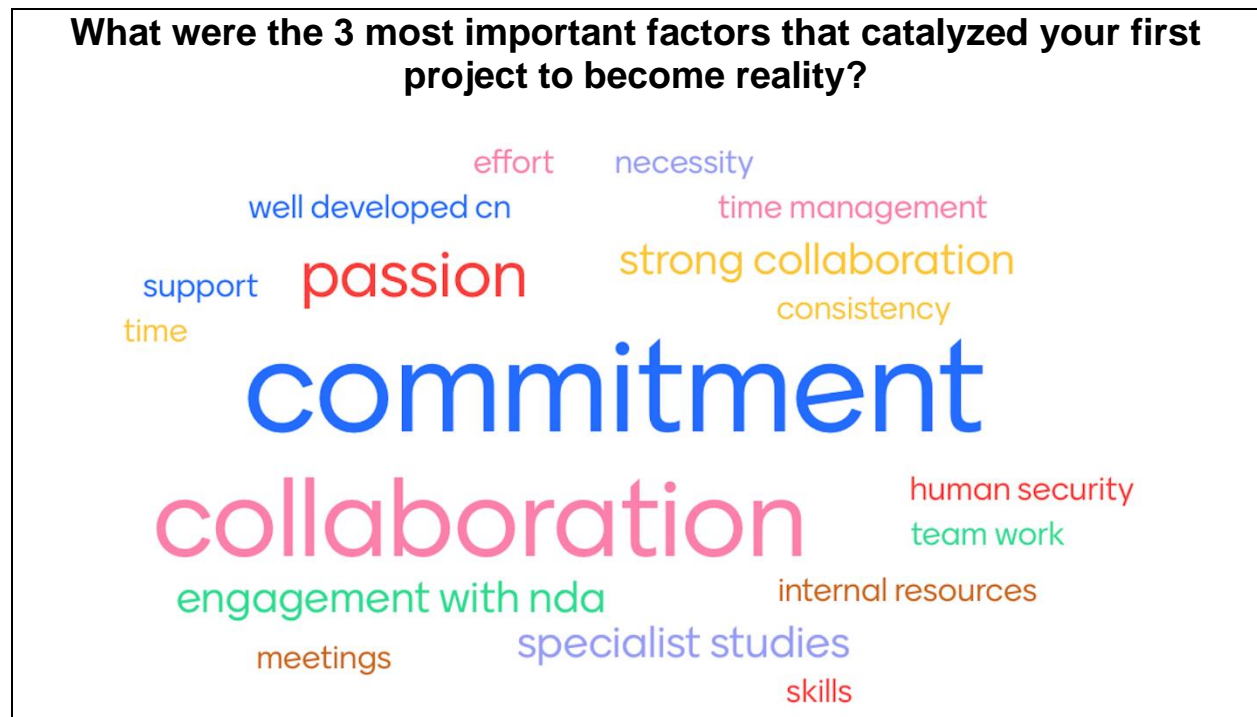 What were the 3 most important factors that catalyzed your first
project to become reality?
effort necessity
well developed cn time management
passion strong collaboration
support consistency
time
commitment
collaboration
human security
team work
engagement with nda internal resources
meetings specialist studies
skills